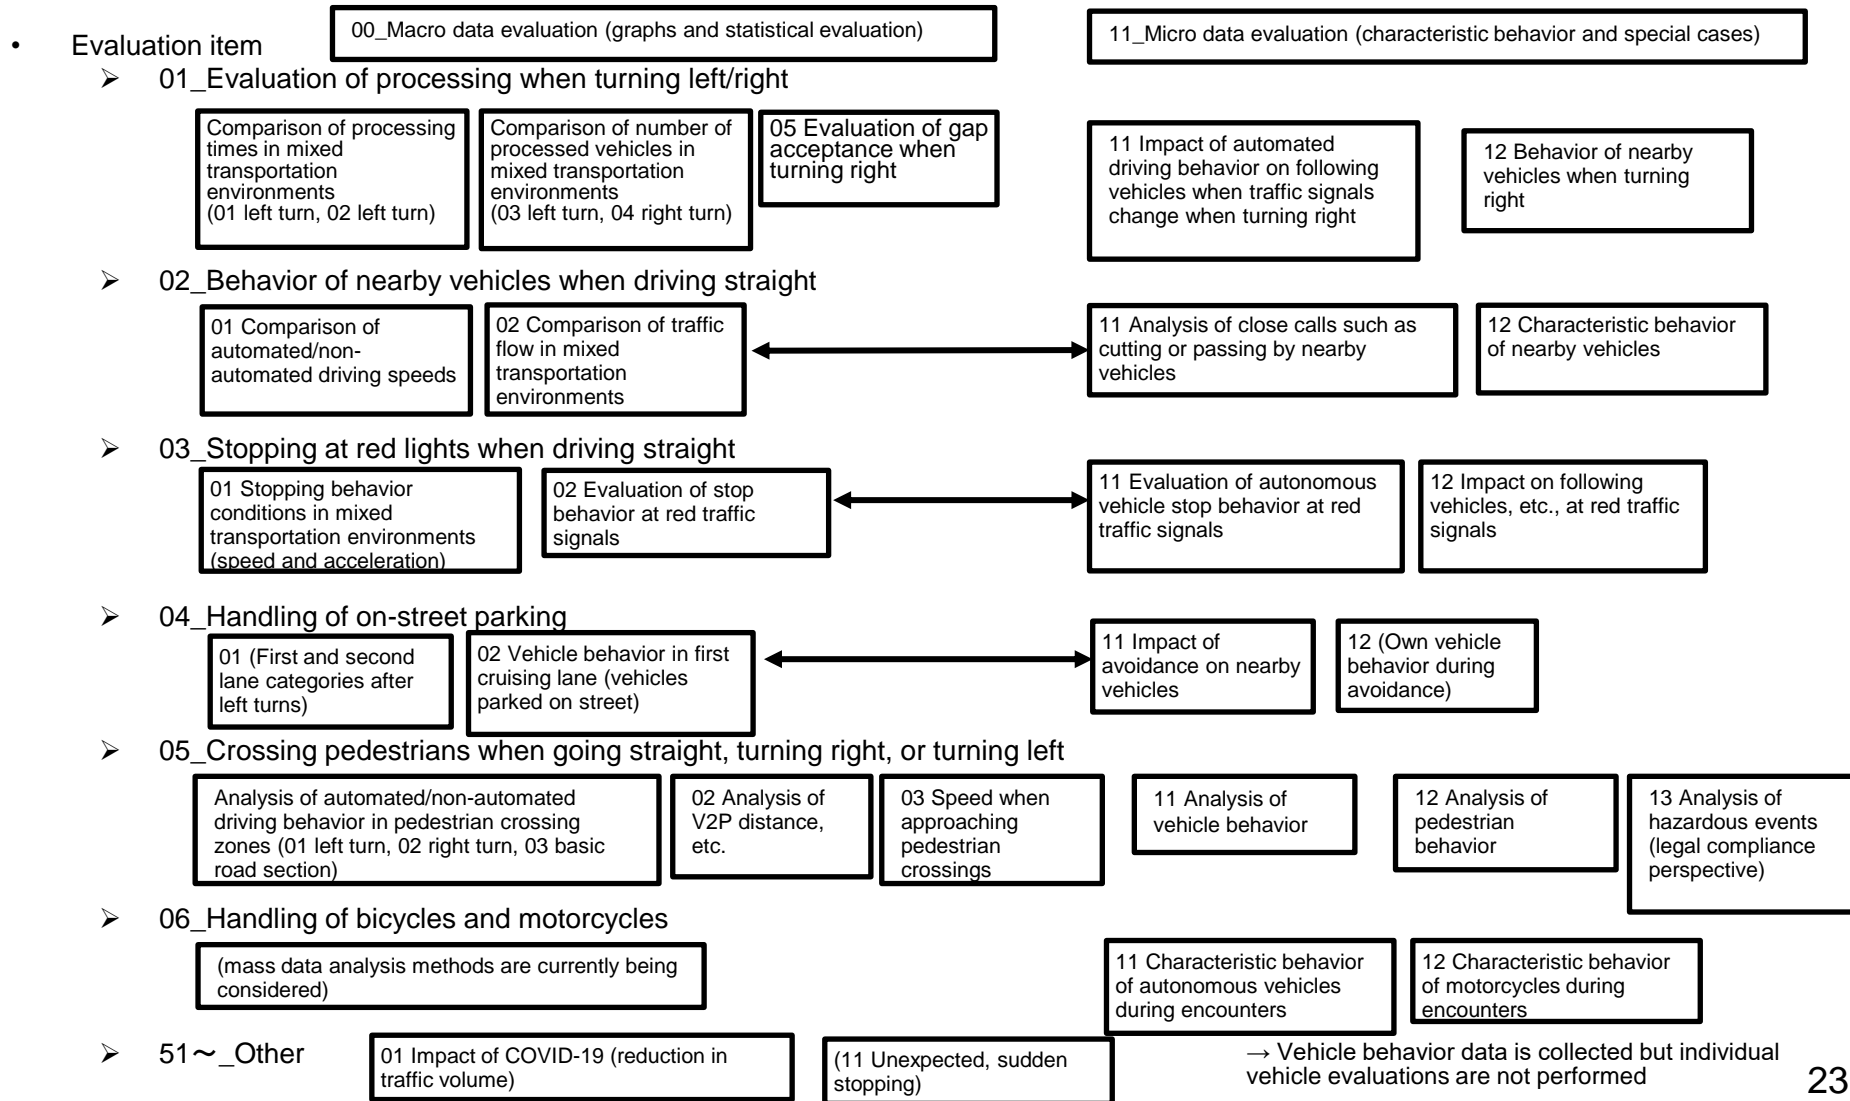 • Evaluation item
00_Macro data evaluation (graphs and statistical evaluation)
11_Micro data evaluation (characteristic behavior and special cases)
➢ 01_Evaluation of processing when turning left/right
Comparison of processing
times in mixed
transportation
environments
(01 left turn, 02 left turn)
Comparison of number of
processed vehicles in
mixed transportation
environments
(03 left turn, 04 right turn)
05 Evaluation of gap
acceptance when
turning right
11 Impact of automated
driving behavior on following
vehicles when traffic signals
change when turning right
12 Behavior of nearby
vehicles when turning
right
➢ 02_Behavior of nearby vehicles when driving straight
01 Comparison of
automated/non-
automated driving speeds
02 Comparison of traffic
flow in mixed
transportation
environments
11 Analysis of close calls such as
cutting or passing by nearby
vehicles
12 Characteristic behavior
of nearby vehicles
➢ 03_Stopping at red lights when driving straight
01 Stopping behavior
conditions in mixed
transportation environments
(speed and acceleration)
02 Evaluation of stop
behavior at red traffic
signals
11 Evaluation of autonomous
vehicle stop behavior at red
traffic signals
12 Impact on following
vehicles, etc., at red traffic
signals
➢ 04_Handling of on-street parking
01 (First and second
lane categories after
left turns)
02 Vehicle behavior in first
cruising lane (vehicles
parked on street)
11 Impact of
avoidance on nearby
vehicles
12 (Own vehicle
behavior during
avoidance)
➢ 05_Crossing pedestrians when going straight, turning right, or turning left
Analysis of automated/non-automated
driving behavior in pedestrian crossing
zones (01 left turn, 02 right turn, 03 basic
road section)
02 Analysis of
V2P distance,
etc.
03 Speed when
approaching
pedestrian
crossings
11 Analysis of
vehicle behavior
12 Analysis of
pedestrian
behavior
13 Analysis of
hazardous events
(legal compliance
perspective)
➢ 06_Handling of bicycles and motorcycles
(mass data analysis methods are currently being
considered)
11 Characteristic behavior
of autonomous vehicles
during encounters
12 Characteristic behavior
of motorcycles during
encounters
➢ 51～_Other
01 Impact of COVID-19 (reduction in
traffic volume)
(11 Unexpected, sudden
stopping)
→ Vehicle behavior data is collected but individual
vehicle evaluations are not performed
23